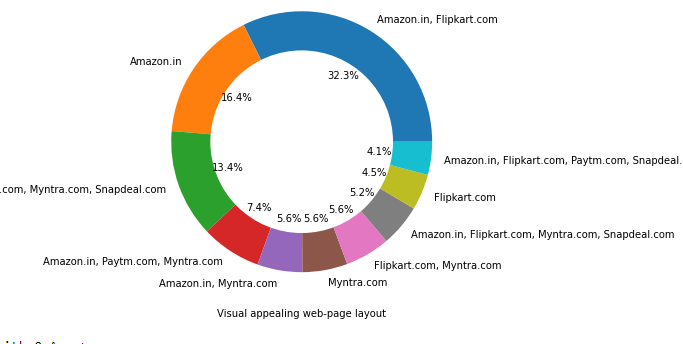 Amazon.in, Flipkart.com
32.3%
Amazon.in
16.4%
.com, Myntra.com, Snapdeal.com
13.4%
Amazon.in, Paytm.com, Myntra.com
7.4%
Amazon.in, Myntra.com
5.6%
Myntra.com
5.6%
Flipkart.com, Myntra.com
5.6%
Amazon.in, Flipkart.com, Myntra.com, Snapdeal.com
5.2%
Flipkart.com
4.5%
Amazon.in, Flipkart.com, Paytm.com, Snapdeal.
4.1%
Visual appealing web-page layout